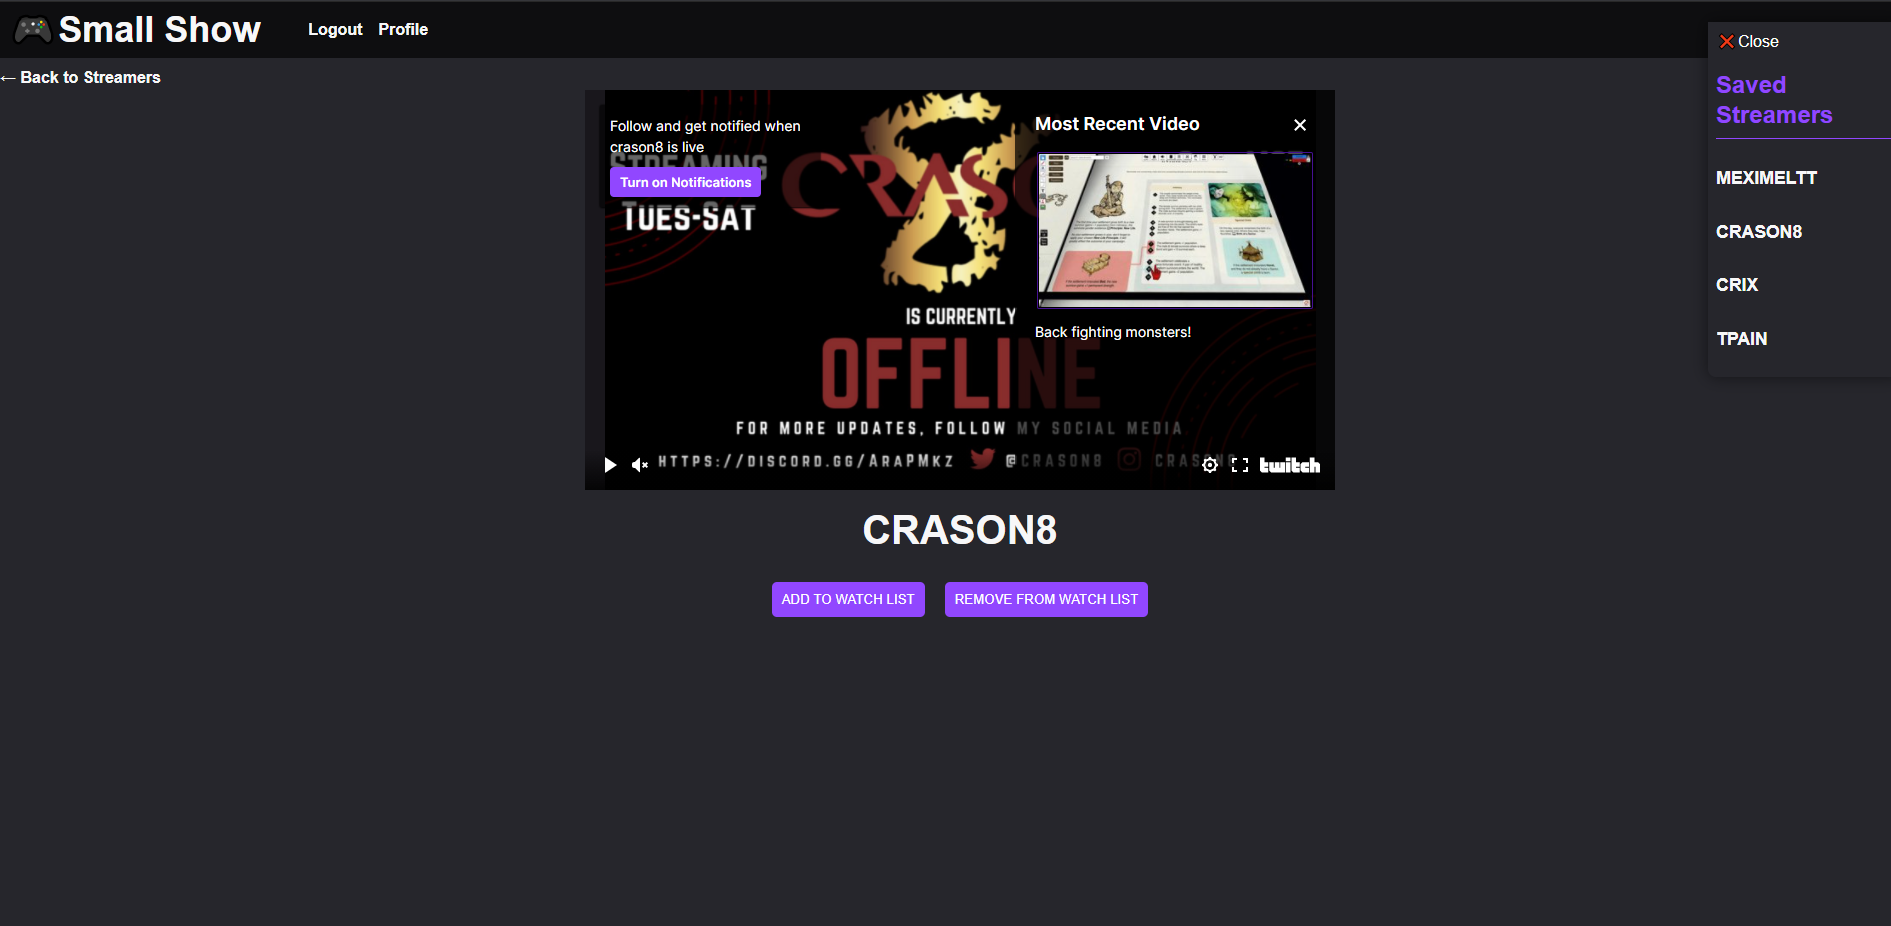 Small Show
Logout
Profile
← Back to Streamers
Close
Saved
Streamers
MEXIMELTT
CRASON8
CRIX
TPAIN
Follow and get notified when
crason8 is live
STREAMING
Turn on Notifications
TUES-SAT
CRASO
Most Recent Video
Back fighting monsters!
IS CURRENTLY
OFFLINE
FOR MORE UPDATES, FOLLOW MY SOCIAL MEDIA
HTTPS://DISCORD.GG/ARAPMKZ @CRASON8 CRASON8
twitch
CRASON8
ADD TO WATCH LIST
REMOVE FROM WATCH LIST